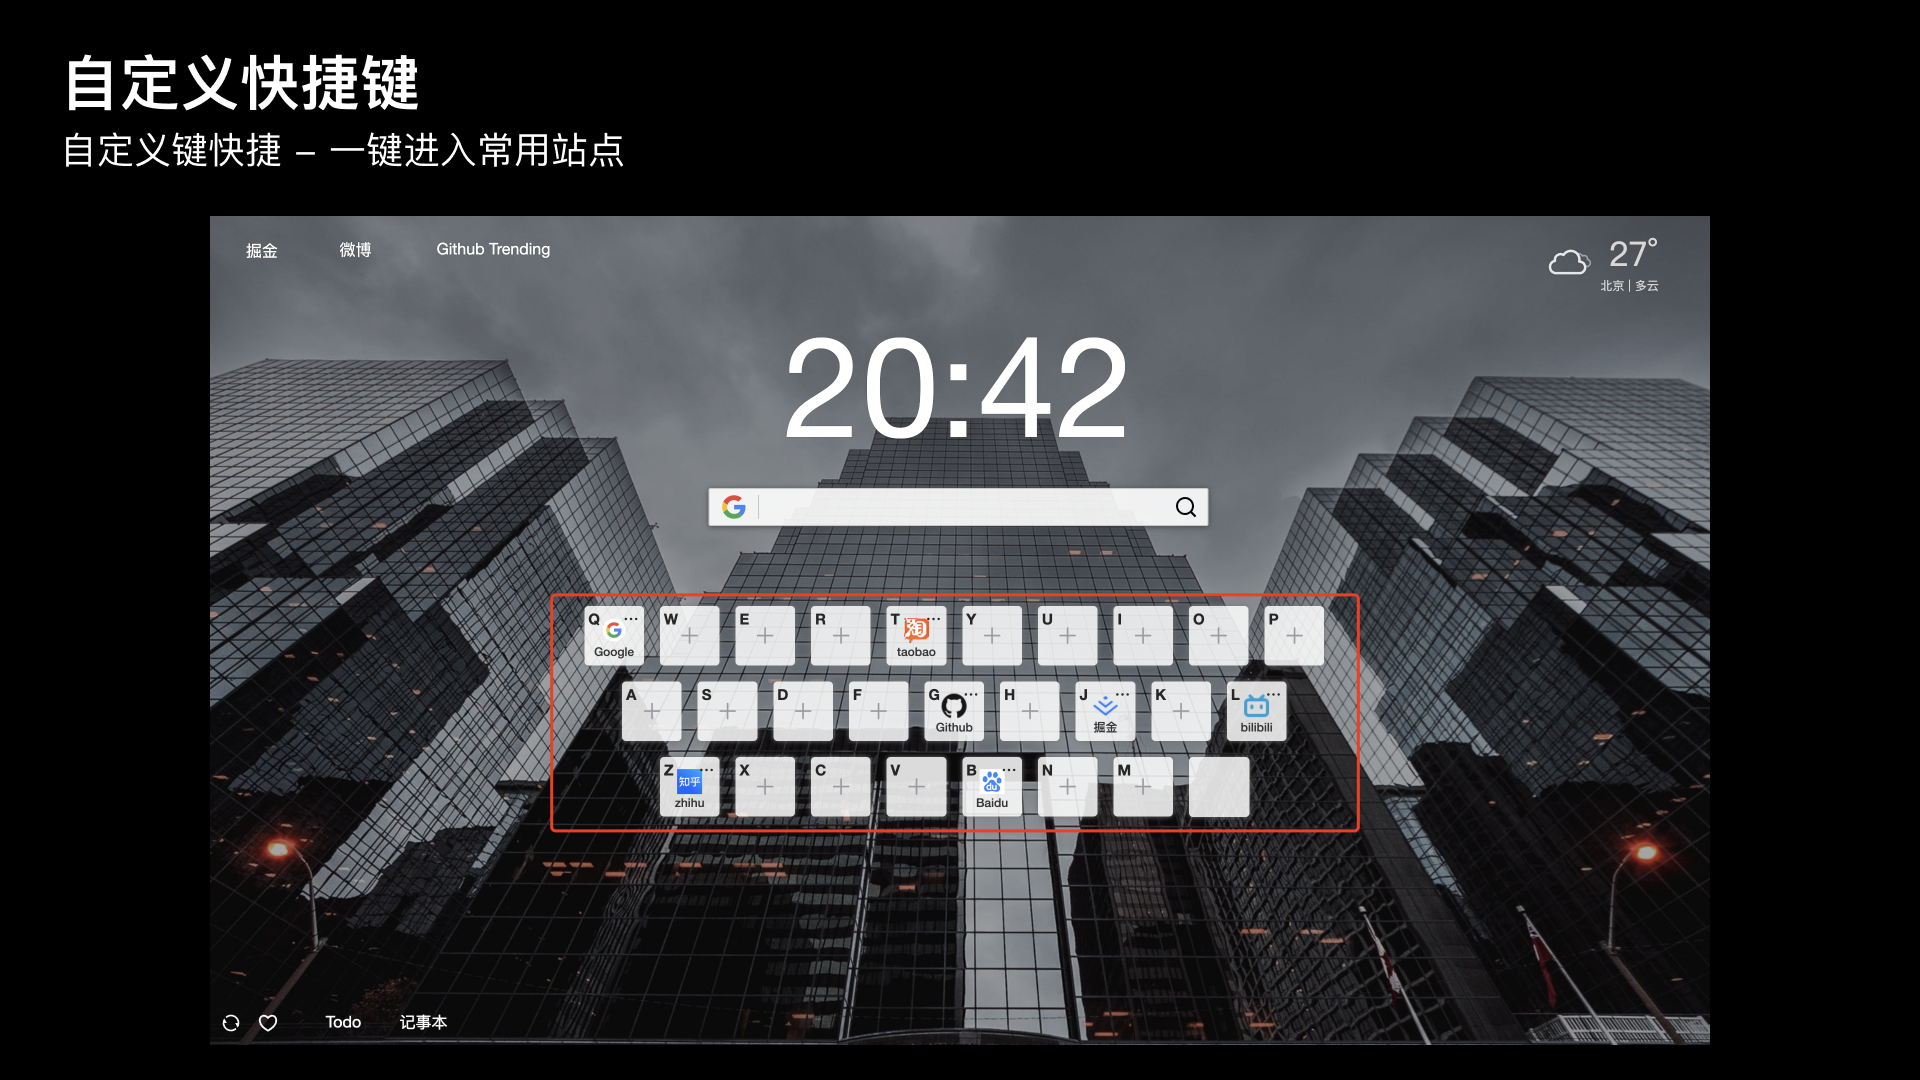 自定义快捷键
自定义键快捷 – 一键进入常用站点
掘金 微博 Github Trending
27°
北京 | 多云
20:42
Q W E R T Y U I O P
淘
Google taobao
A S D F G H J K L
Github 掘金 bilibili
Z X C V B N M
知乎 du
zhihu Baidu
Todo 记事本